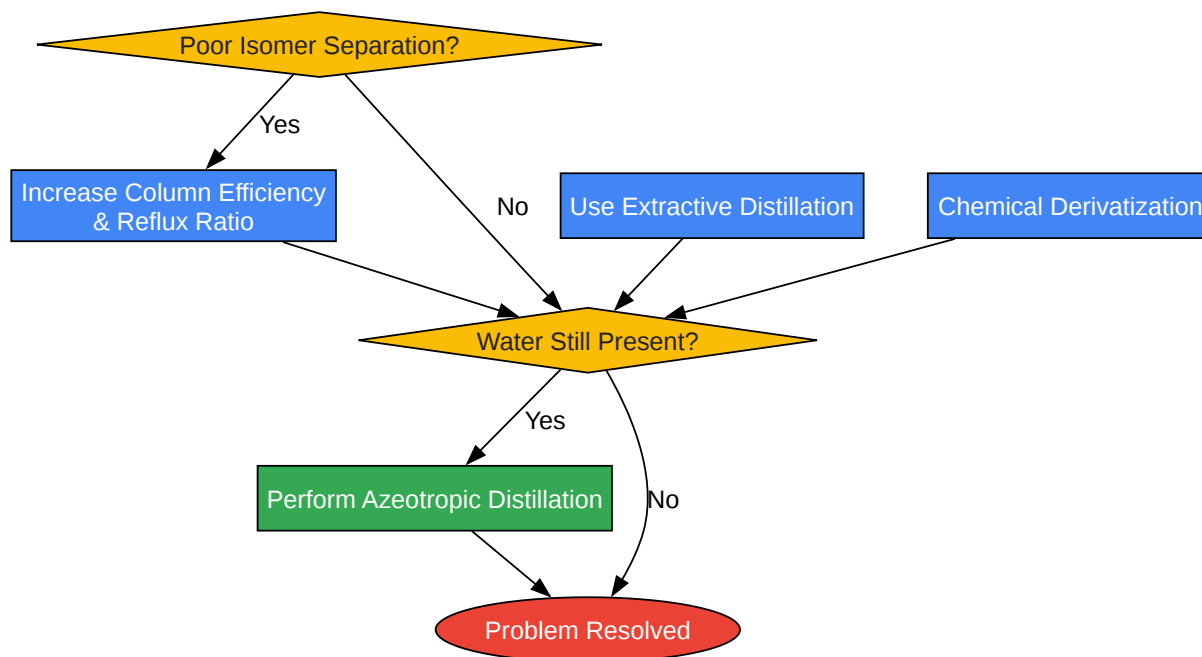 Poor Isomer Separation?
Yes
Increase Column Efficiency
& Reflux Ratio
No
Use Extractive Distillation
Chemical Derivatization
Water Still Present?
Yes
Perform Azeotropic Distillation
No
Problem Resolved